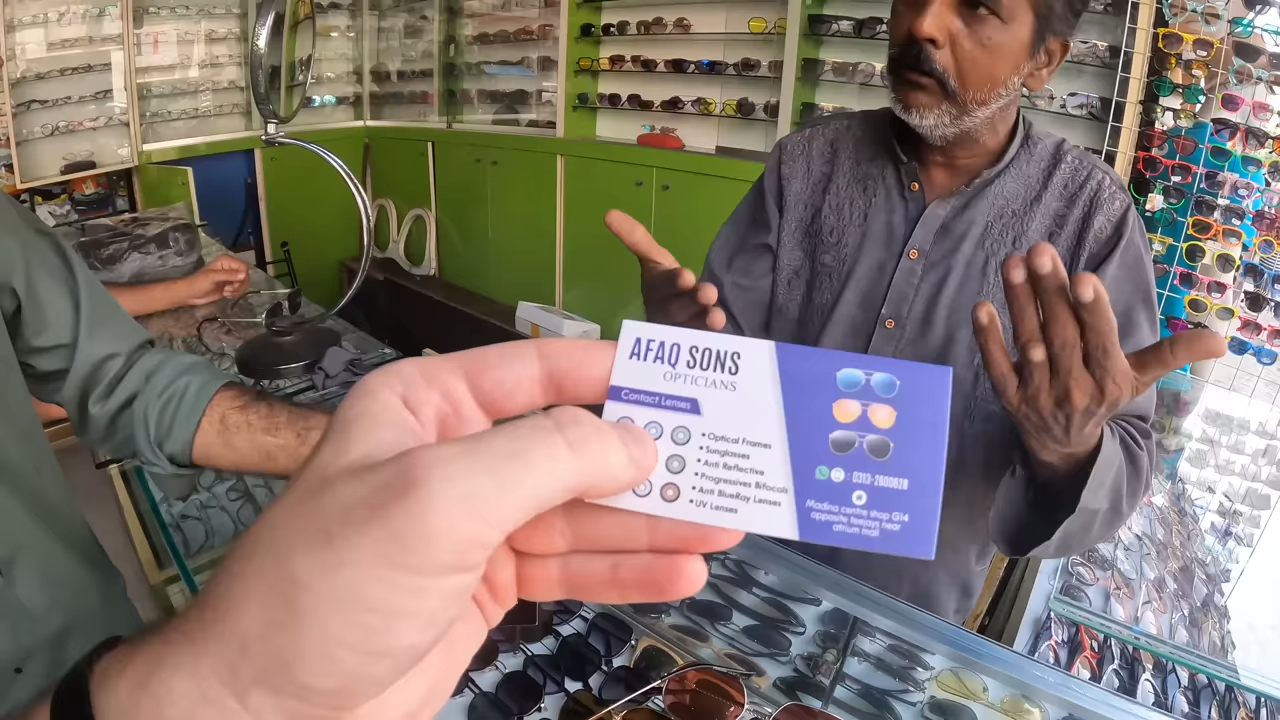 AFAQ SONS
OPTICIANS
Contact Lenses
• Optical Frames
• Sunglasses
• Anti Reflective
• Progressives Bifocals
• Anti BlueRay Lenses
• UV Lenses
: 0313-2600628
Madina centre shop G14
opposite teejays near
atrium mall